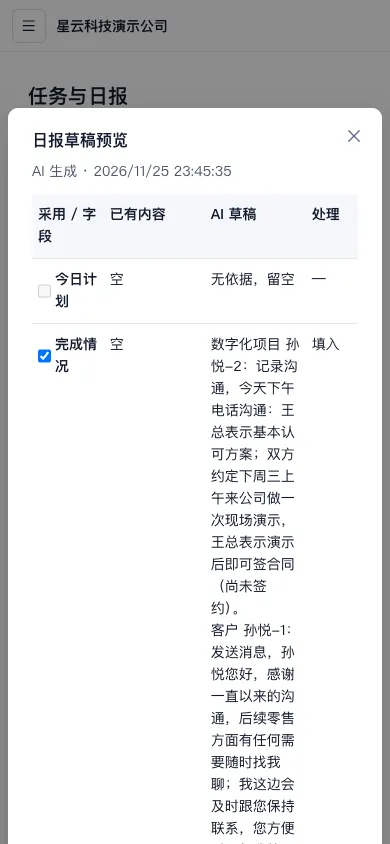 星云科技演示公司
任务与日报
日报草稿预览
AI 生成 · 2026/11/25 23:45:35
采用 / 字段 已有内容 AI 草稿 处理
今日计划 空 无依据，留空 —
完成情况 空 填入
数字化项目 孙
悦-2：记录沟
通，今天下午
电话沟通：王
总表示基本认
可方案；双方
约定下周三上
午来公司做一
次现场演示，
王总表示演示
后即可签合同
（尚未签
约）。
客户 孙悦-1：
发送消息，孙
悦您好，感谢
一直以来的沟
通，后续零售
方面有任何需
要随时找我
聊；我这边会
及时跟您保持
联系，您方便